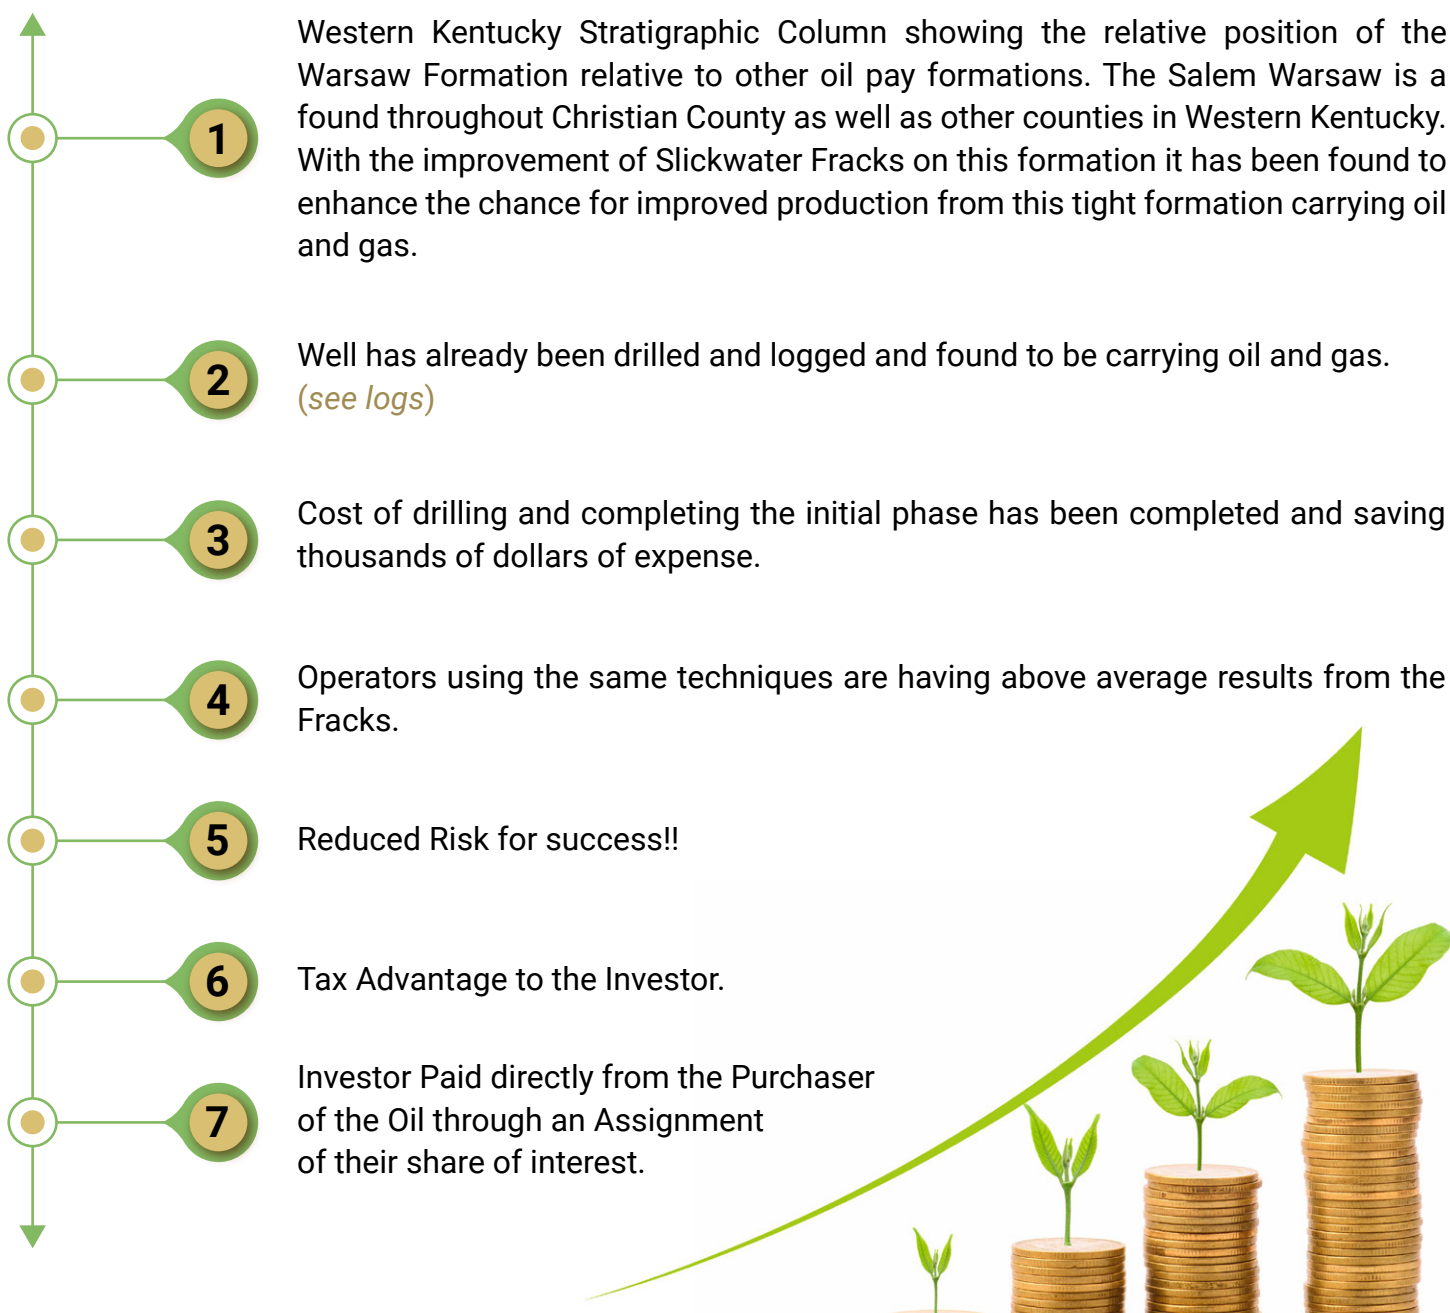 Western Kentucky Stratigraphic Column showing the relative position of the
Warsaw Formation relative to other oil pay formations. The Salem Warsaw is a
1
found throughout Christian County as well as other counties in Western Kentucky.
With the improvement of Slickwater Fracks on this formation it has been found to
enhance the chance for improved production from this tight formation carrying oil
and gas.
2
Well has already been drilled and logged and found to be carrying oil and gas.
(see logs)
3
Cost of drilling and completing the initial phase has been completed and saving
thousands of dollars of expense.
4
Operators using the same techniques are having above average results from the
Fracks.
5
Reduced Risk for success!!
6
Tax Advantage to the Investor.
7
Investor Paid directly from the Purchaser
of the Oil through an Assignment
of their share of interest.